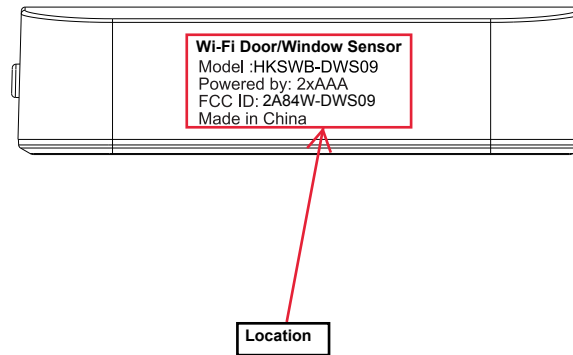 Wi-Fi Door/Window Sensor
Model :HKSWB-DWS09
Powered by: 2xAAA
FCC ID: 2A84W-DWS09
Made in China
Location